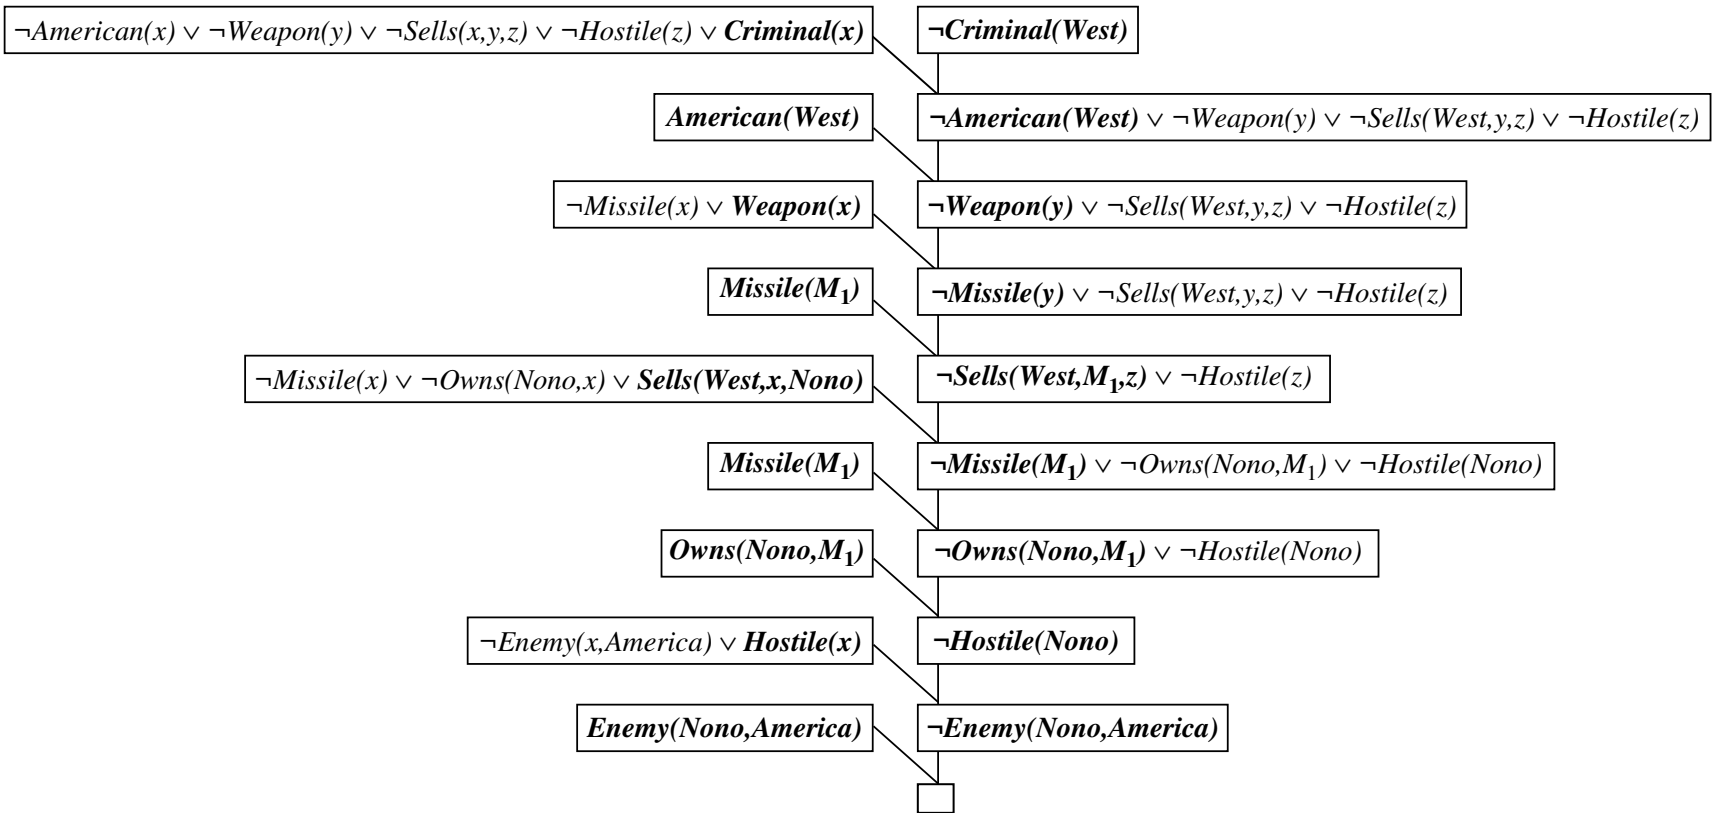 ¬American(x) ∨ ¬Weapon(y) ∨ ¬Sells(x,y,z) ∨ ¬Hostile(z) ∨ Criminal(x) ¬Criminal(West)
American(West) ¬American(West) ∨ ¬Weapon(y) ∨ ¬Sells(West,y,z) ∨ ¬Hostile(z)
¬Missile(x) ∨ Weapon(x) ¬Weapon(y) ∨ ¬Sells(West,y,z) ∨ ¬Hostile(z)
Missile(M₁) ¬Missile(y) ∨ ¬Sells(West,y,z) ∨ ¬Hostile(z)
¬Missile(x) ∨ ¬Owns(Nono,x) ∨ Sells(West,x,Nono) ¬Sells(West,M₁,z) ∨ ¬Hostile(z)
Missile(M₁) ¬Missile(M₁) ∨ ¬Owns(Nono,M₁) ∨ ¬Hostile(Nono)
Owns(Nono,M₁) ¬Owns(Nono,M₁) ∨ ¬Hostile(Nono)
¬Enemy(x,America) ∨ Hostile(x) ¬Hostile(Nono)
Enemy(Nono,America) ¬Enemy(Nono,America)